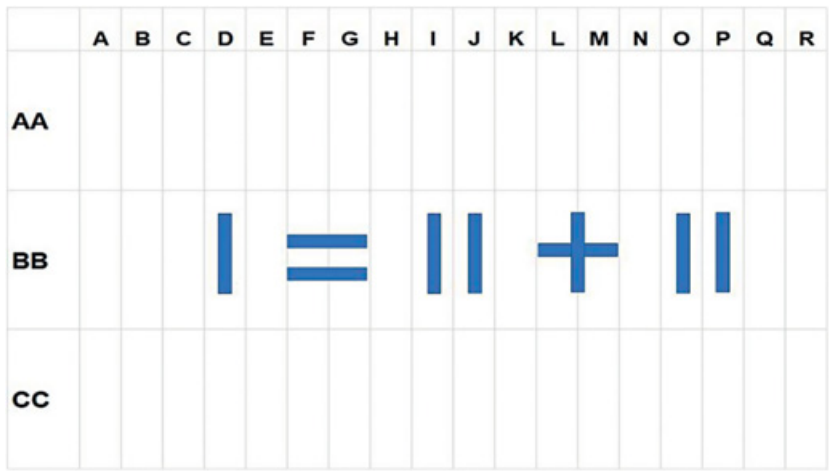 A B C D E F G H I J K L M N O P Q R
AA
BB I = II + II
CC